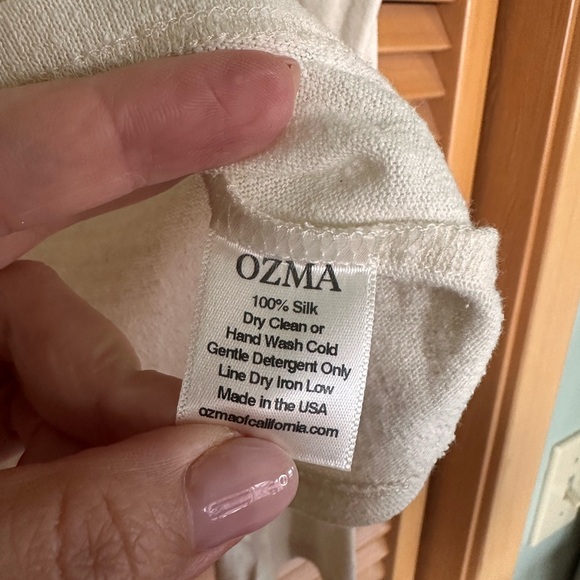 OZMA
100% Silk
Dry Clean or
Hand Wash Cold
Gentle Detergent Only
Line Dry Iron Low
Made in the USA
ozmaofcalifornia.com